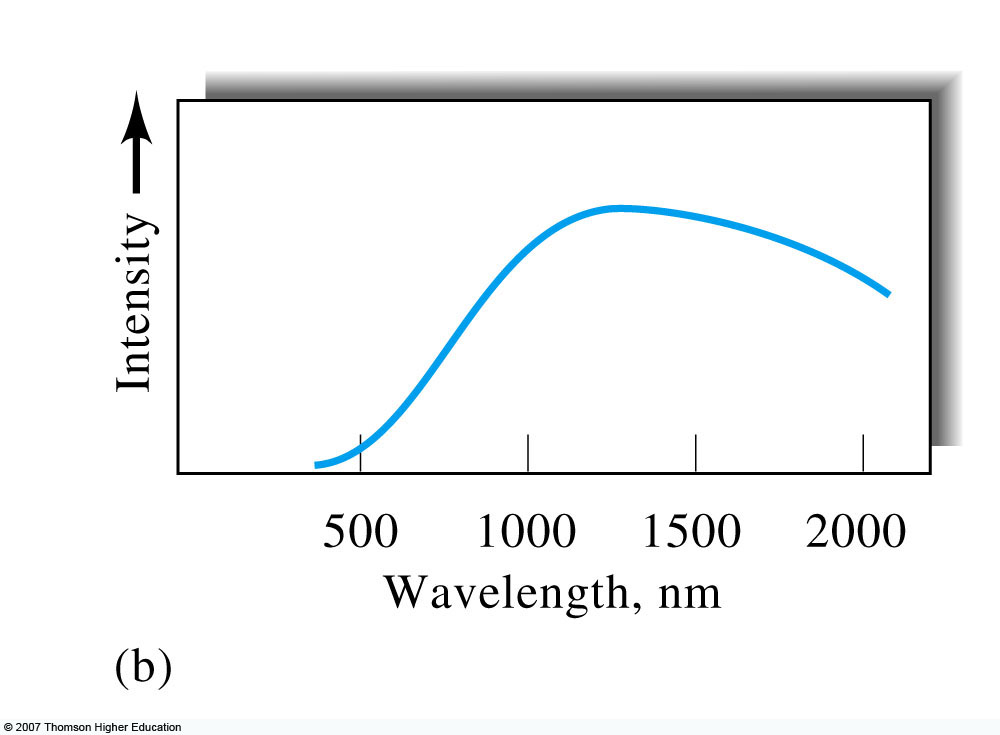 Intensity
500 1000 1500 2000
Wavelength, nm
(b)
© 2007 Thomson Higher Education